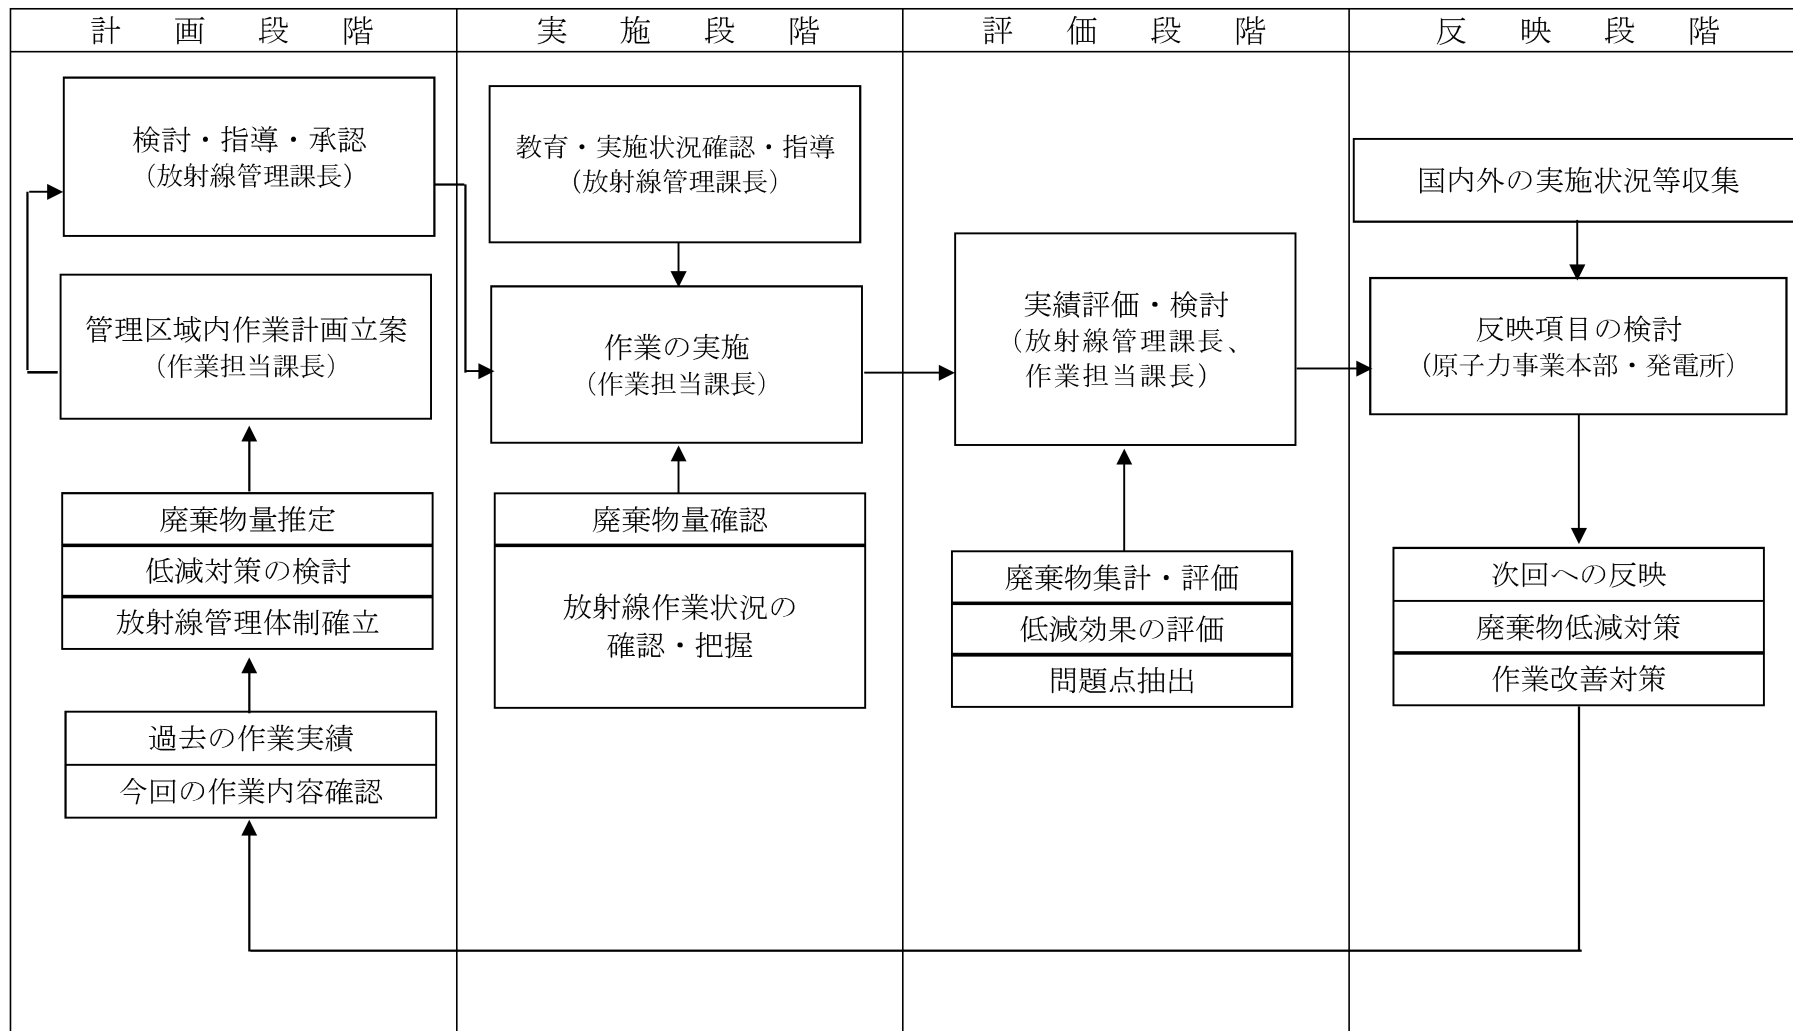 計画段階
検討・指導・承認
（放射線管理課長）
管理区域内作業計画立案
（作業担当課長）
廃棄物量推定
低減対策の検討
放射線管理体制確立
過去の作業実績
今回の作業内容確認
実施段階
教育・実施状況確認・指導
（放射線管理課長）
作業の実施
（作業担当課長）
廃棄物量確認
放射線作業状況の
確認・把握
評価段階
実績評価・検討
（放射線管理課長、
作業担当課長）
廃棄物集計・評価
低減効果の評価
問題点抽出
反映段階
国内外の実施状況等収集
反映項目の検討
（原子力事業本部・発電所）
次回への反映
廃棄物低減対策
作業改善対策